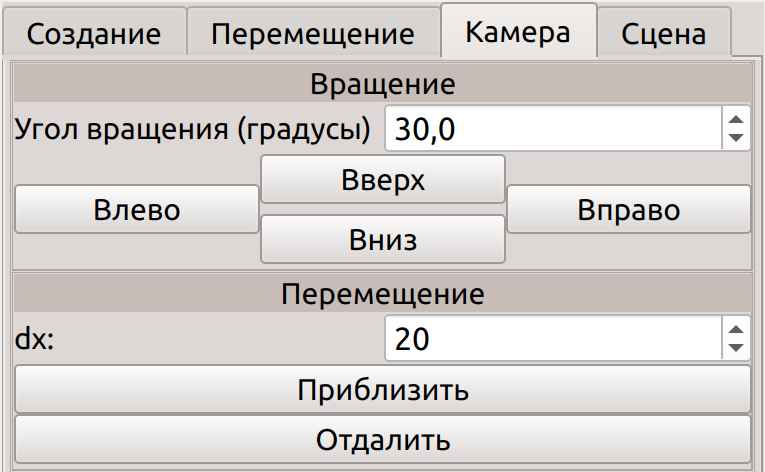 Создание Перемещение Камера Сцена
Вращение
Угол вращения (градусы) 30,0
Вверх
Влево Вправо
Вниз
Перемещение
dx: 20
Приблизить
Отдалить